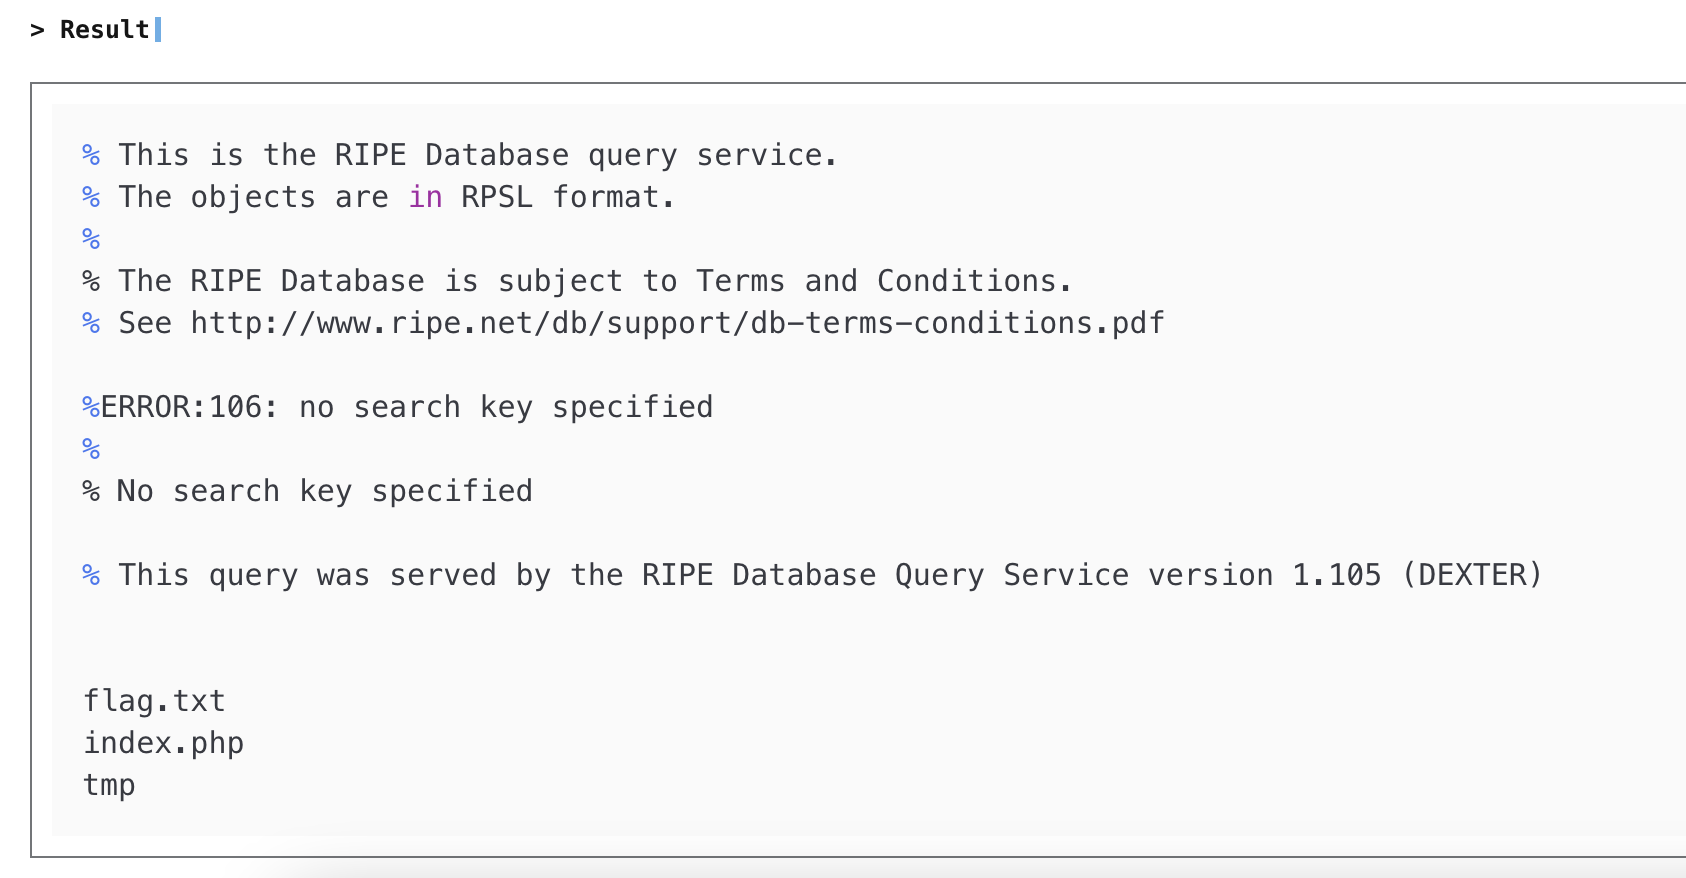 > Result
% This is the RIPE Database query service.
% The objects are in RPSL format.
%
% The RIPE Database is subject to Terms and Conditions.
% See http://www.ripe.net/db/support/db-terms-conditions.pdf
%ERROR:106: no search key specified
%
% No search key specified
% This query was served by the RIPE Database Query Service version 1.105 (DEXTER)
flag.txt
index.php
tmp